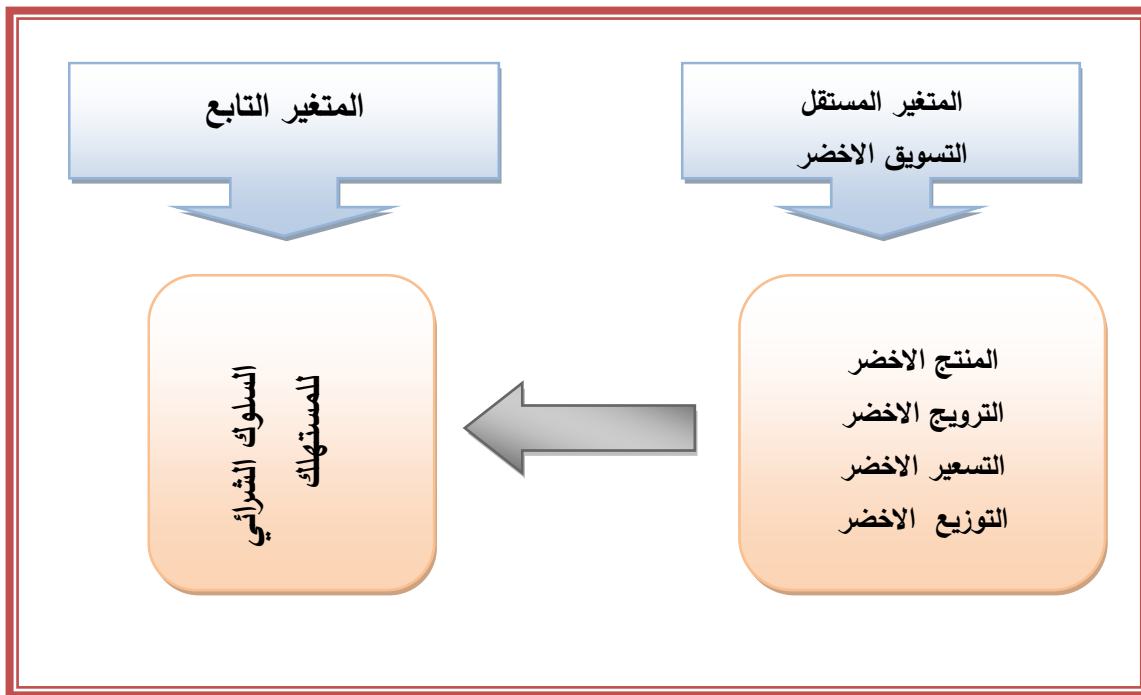 المتغير المستقل
التسويق الاخضر
المتغير التابع
المنتج الاخضر
الترويج الاخضر
التسعير الاخضر
التوزيع الاخضر
السلوك الشرائي
للمستهلك